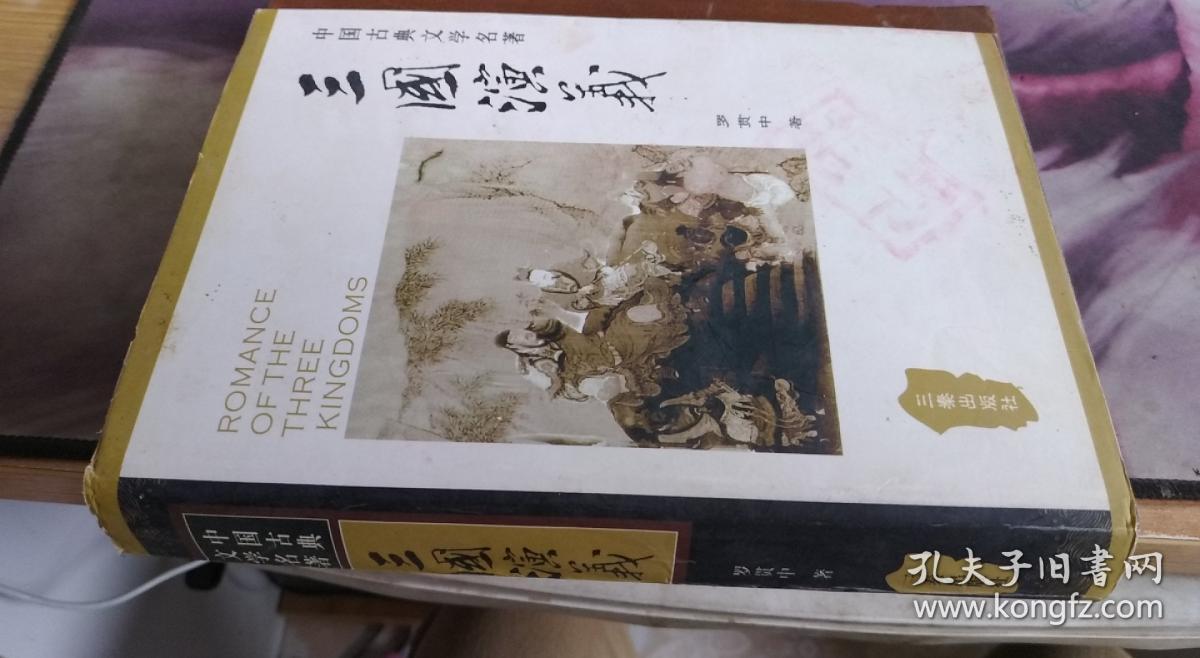 中国古典文学名著
三國演義
罗贯中 著
ROMANCE
OF THE
THREE
KINGDOMS
三秦出版社
中国古典
文学名著
三國演義
罗贯中 著
孔夫子旧书网
www.kongfz.com